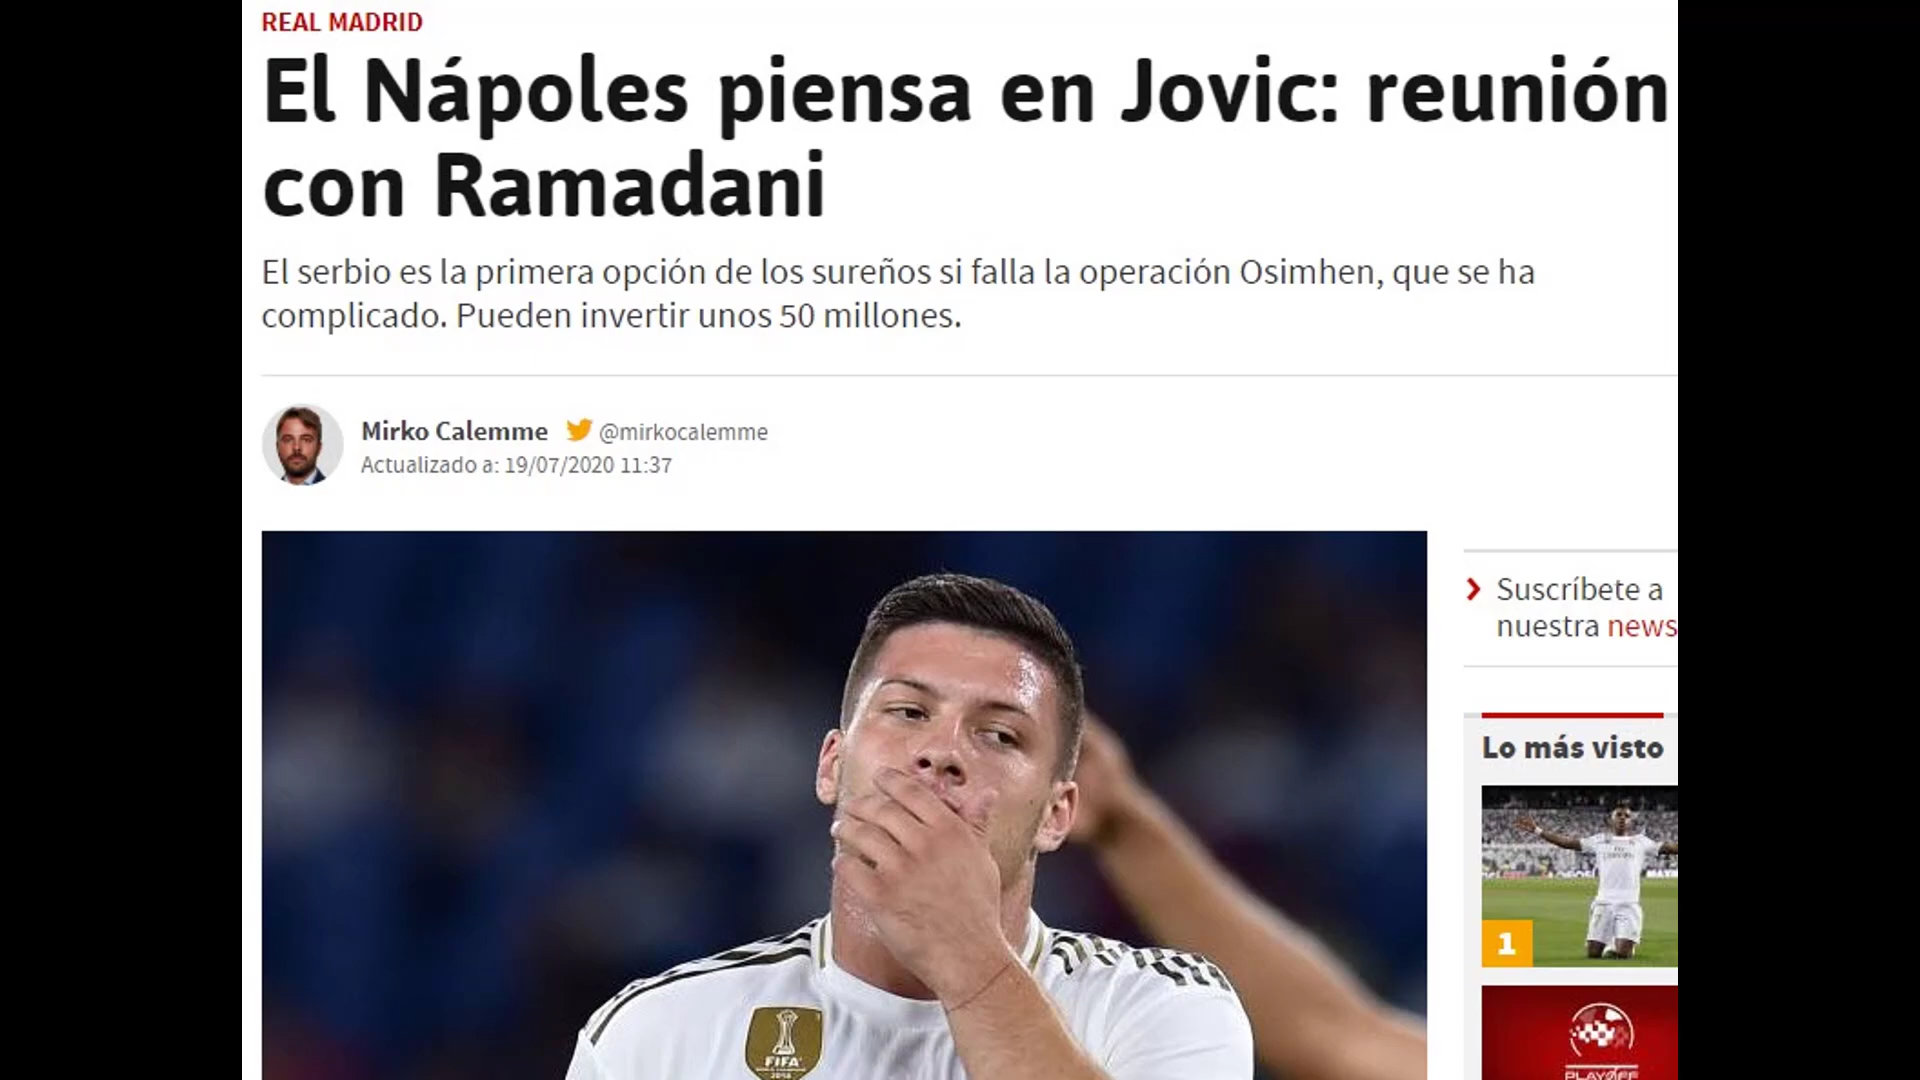 REAL MADRID
El Nápoles piensa en Jovic: reunión
con Ramadani
El serbio es la primera opción de los sureños si falla la operación Osimhen, que se ha
complicado. Pueden invertir unos 50 millones.
Mirko Calemme @mirkocalemme
Actualizado a: 19/07/2020 11:37
Suscríbete a
nuestra news
Lo más visto
1
FIFA
PLAYOFF